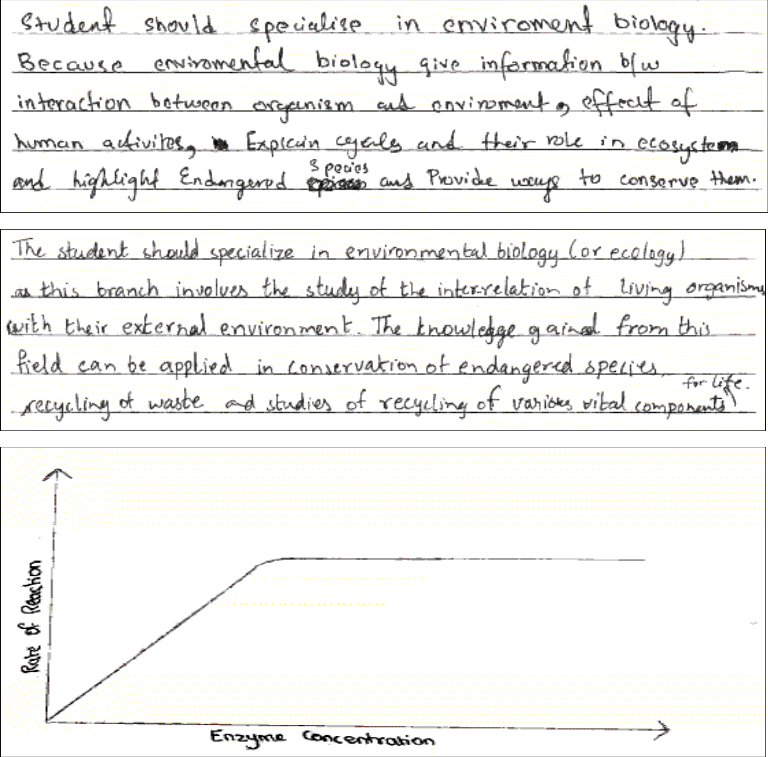 Student should specialise in enviroment biology.
Because enviromental biology give information b/w
interaction between organism and enviroment, effect of
human activites, Explain cycals and their role in ecosystem
and highlight Endangered Species and Provide ways to conserve them.
The student should specialize in environmental biology (or ecology)
as this branch involves the study of the inter-relation of living organisms
with their external environment. The knowledge gained from this
field can be applied in conservation of endangered species,
recycling of waste and studies of recycling of various vital components for life.
Rate of Reaction
Enzyme Concentration